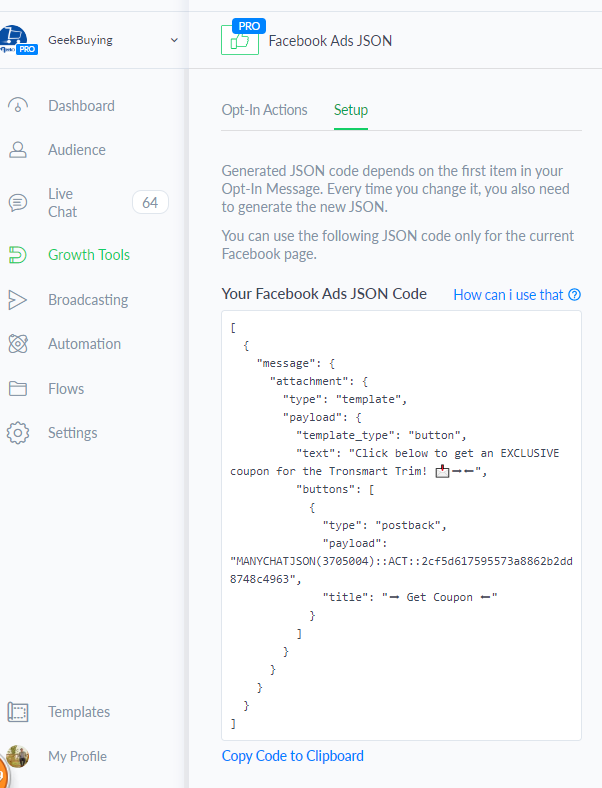 PRO
GeekBuying
Dashboard
Audience
Live
Chat
64
Growth Tools
Broadcasting
Automation
Flows
Settings
Templates
My Profile
PRO
Facebook Ads JSON
Opt-In Actions Setup
Generated JSON code depends on the first item in your
Opt-In Message. Every time you change it, you also need
to generate the new JSON.
You can use the following JSON code only for the current
Facebook page.
Your Facebook Ads JSON Code How can i use that ?
[
{
"message": {
"attachment": {
"type": "template",
"payload": {
"template_type": "button",
"text": "Click below to get an EXCLUSIVE
coupon for the Tronsmart Trim! 📩→←",
"buttons": [
{
"type": "postback",
"payload":
"MANYCHATJSON(3705004)::ACT::2cf5d617595573a8862b2dd
8748c4963",
"title": "→ Get Coupon ←"
}
]
}
}
}
}
]
Copy Code to Clipboard